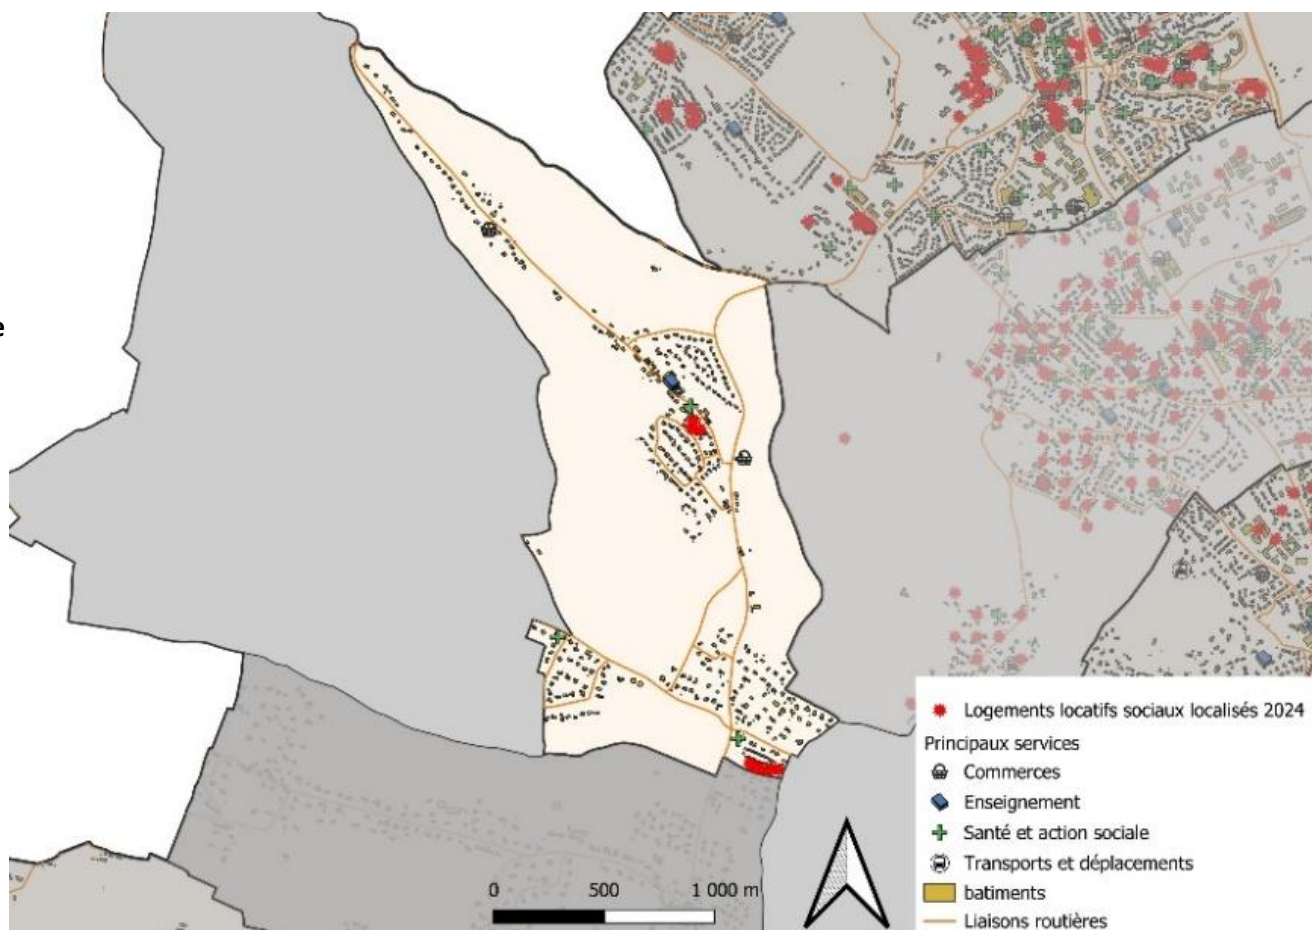 e
Logements locatifs sociaux localisés 2024
Principaux services
Commerces
Enseignement
Santé et action sociale
Transports et déplacements
batiments
Liaisons routières
0 500 1 000 m